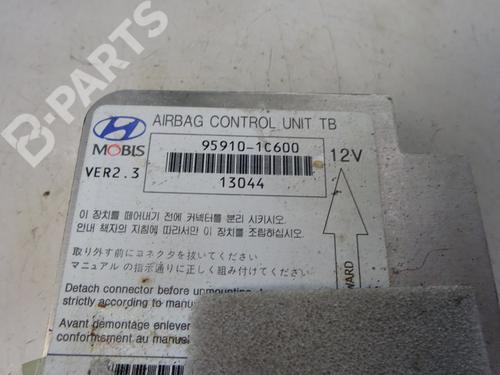 B-PARTS
AIRBAG CONTROL UNIT TB
MOBIS
95910-1C600
12V
VER2.3
13044
이 장치를 떼어내기 전에 커넥터를 분리 시키시오.
안내 책자의 지침에 따라서만 이 장치를 조립하십시오.
取り外す前にコネクタを抜いてください
マニュアル の指示通りに正しく組み付けてください
WARD
Detach connector before unmounting.
strictly according to manu
Avant demontage enlever
conformement au manuel